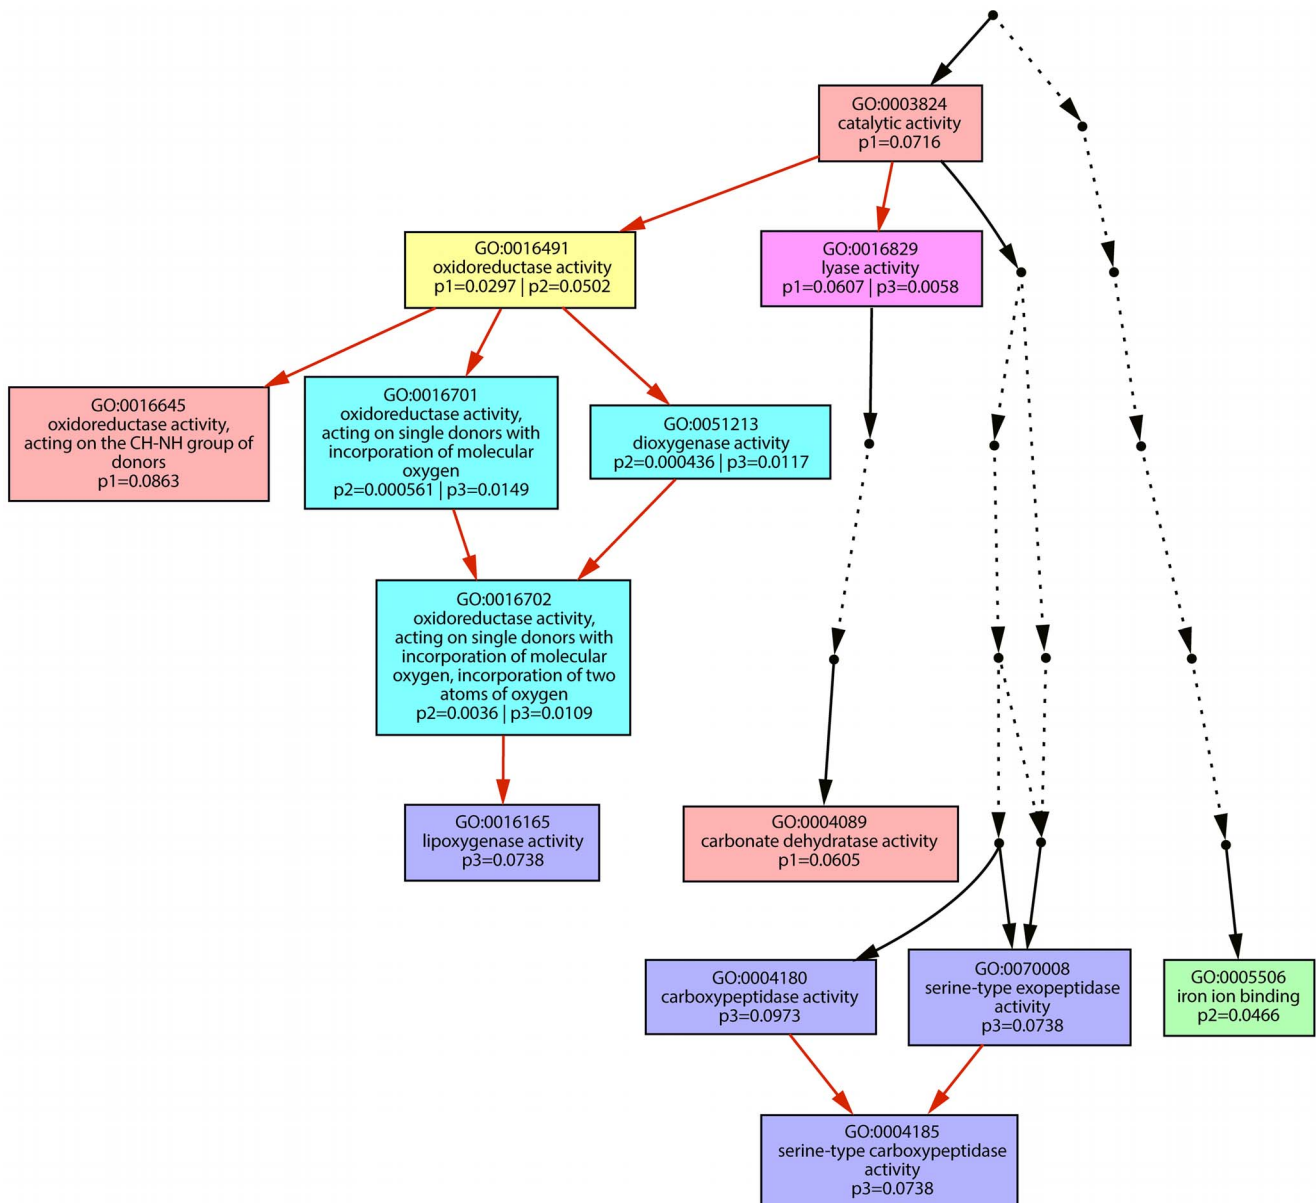 GO:0003824
catalytic activity
p1=0.0716
GO:0016491
oxidoreductase activity
p1=0.0297 | p2=0.0502
GO:0016829
lyase activity
p1=0.0607 | p3=0.0058
GO:0016645
oxidoreductase activity,
acting on the CH-NH group of
donors
p1=0.0863
GO:0016701
oxidoreductase activity,
acting on single donors with
incorporation of molecular
oxygen
p2=0.000561 | p3=0.0149
GO:0051213
dioxygenase activity
p2=0.000436 | p3=0.0117
GO:0016702
oxidoreductase activity,
acting on single donors with
incorporation of molecular
oxygen, incorporation of two
atoms of oxygen
p2=0.0036 | p3=0.0109
GO:0016165
lipoxygenase activity
p3=0.0738
GO:0004089
carbonate dehydratase activity
p1=0.0605
GO:0004180
carboxypeptidase activity
p3=0.0973
GO:0070008
serine-type exopeptidase
activity
p3=0.0738
GO:0005506
iron ion binding
p2=0.0466
GO:0004185
serine-type carboxypeptidase
activity
p3=0.0738